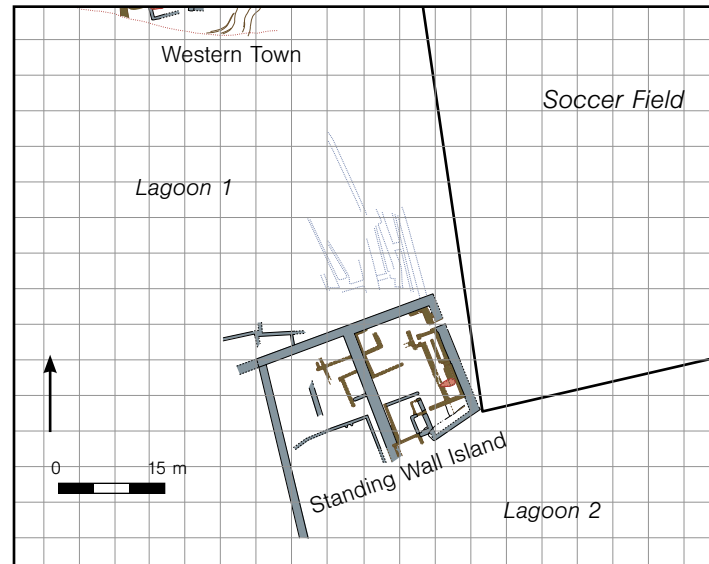 Western Town
Soccer Field
Lagoon 1
0 15 m
Standing Wall Island
Lagoon 2